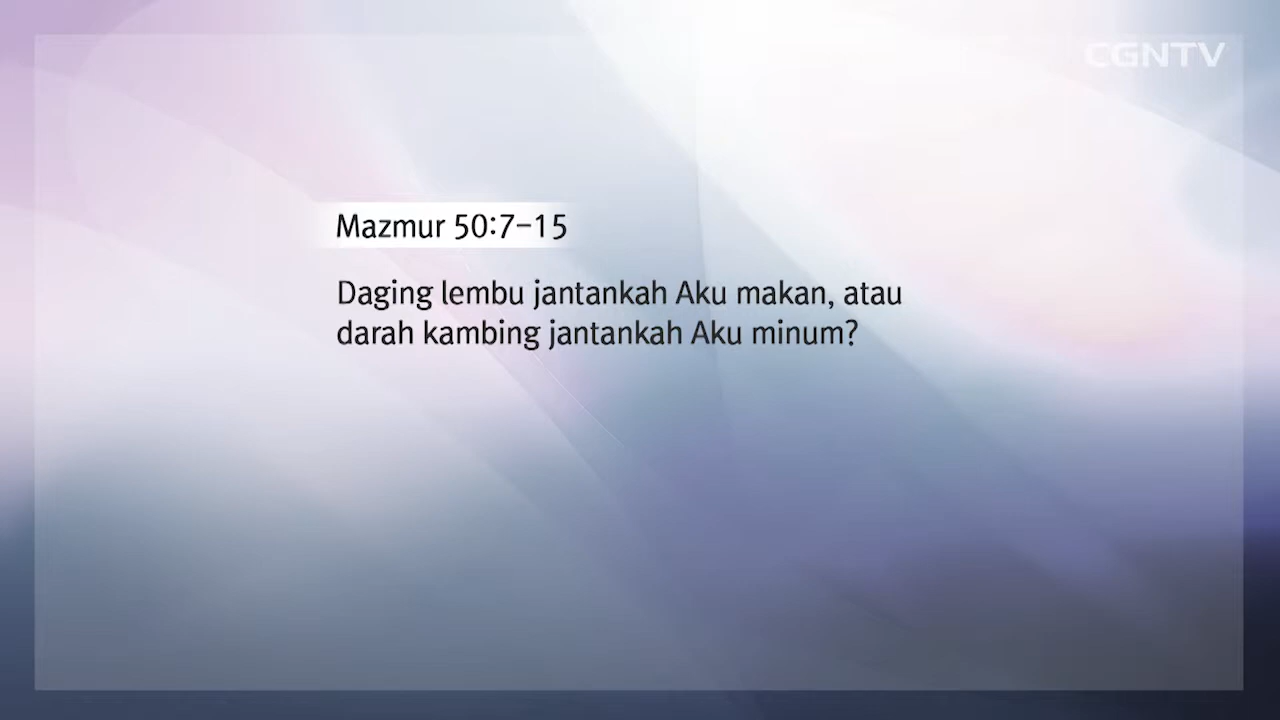 CGNTV
Mazmur 50:7-15
Daging lembu jantankah Aku makan, atau
darah kambing jantankah Aku minum?